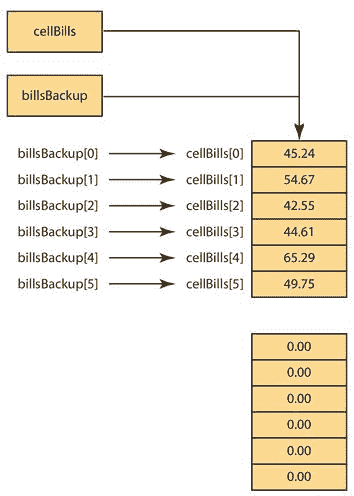 cellBills
billsBackup
billsBackup[0] cellBills[0] 45.24
billsBackup[1] cellBills[1] 54.67
billsBackup[2] cellBills[2] 42.55
billsBackup[3] cellBills[3] 44.61
billsBackup[4] cellBills[4] 65.29
billsBackup[5] cellBills[5] 49.75
0.00
0.00
0.00
0.00
0.00
0.00